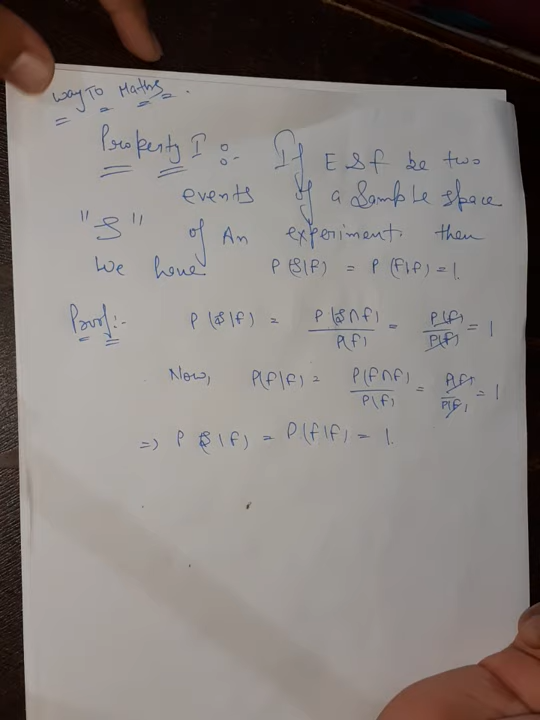 Way To Maths.
Property I :- If E & f be two
events of a Sample space
"S" of An experiment. then
We have P(S|f) = P(f|f) = 1.
Proof:- P(S|f) = P(S∩f)/P(f) = P(f)/P(f) = 1
Now, P(f|f) = P(f∩f)/P(f) = P(f)/P(f) = 1
=> P(S|f) = P(f|f) = 1.